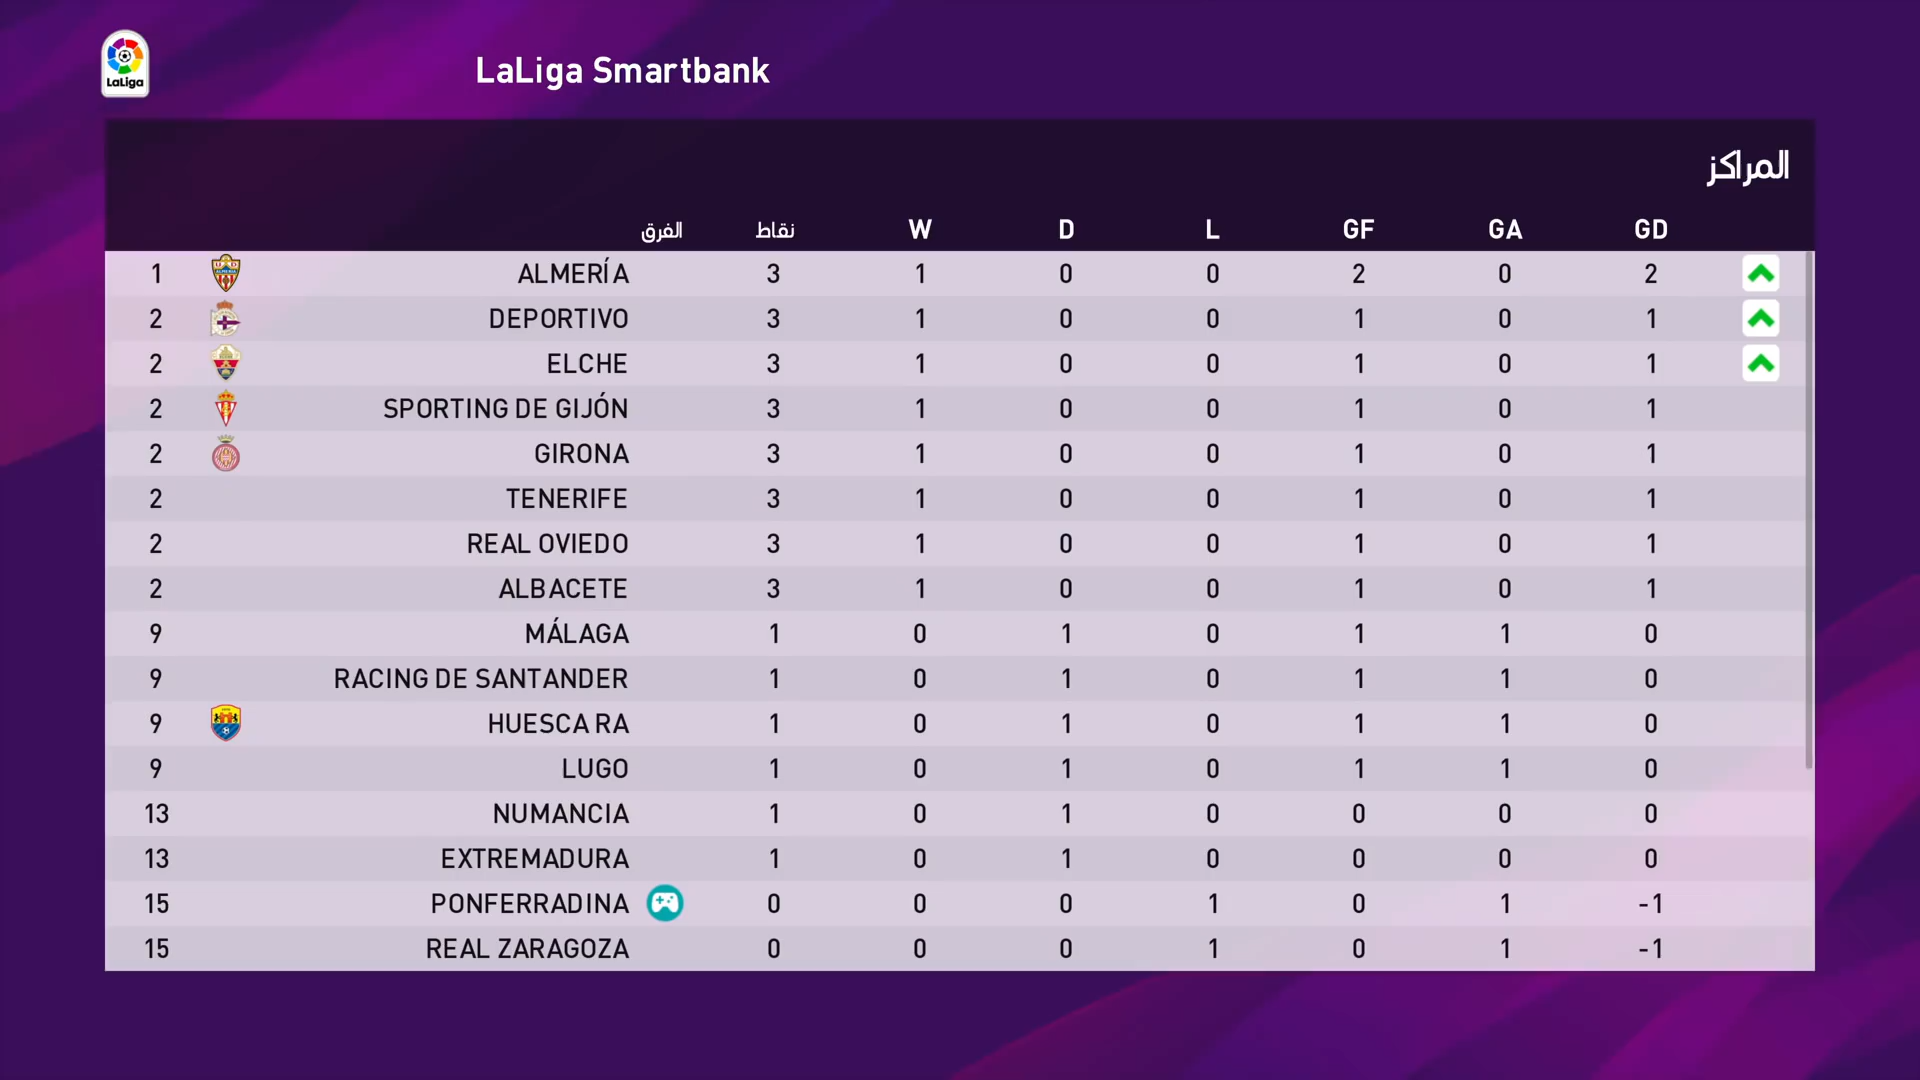 LaLiga
LaLiga Smartbank
المراكز
الفرق نقاط W D L GF GA GD
1 ALMERÍA 3 1 0 0 2 0 2
2 DEPORTIVO 3 1 0 0 1 0 1
2 ELCHE 3 1 0 0 1 0 1
2 SPORTING DE GIJÓN 3 1 0 0 1 0 1
2 GIRONA 3 1 0 0 1 0 1
2 TENERIFE 3 1 0 0 1 0 1
2 REAL OVIEDO 3 1 0 0 1 0 1
2 ALBACETE 3 1 0 0 1 0 1
9 MÁLAGA 1 0 1 0 1 1 0
9 RACING DE SANTANDER 1 0 1 0 1 1 0
9 HUESCA RA 1 0 1 0 1 1 0
9 LUGO 1 0 1 0 1 1 0
13 NUMANCIA 1 0 1 0 0 0 0
13 EXTREMADURA 1 0 1 0 0 0 0
15 PONFERRADINA 0 0 0 1 0 1 -1
15 REAL ZARAGOZA 0 0 0 1 0 1 -1